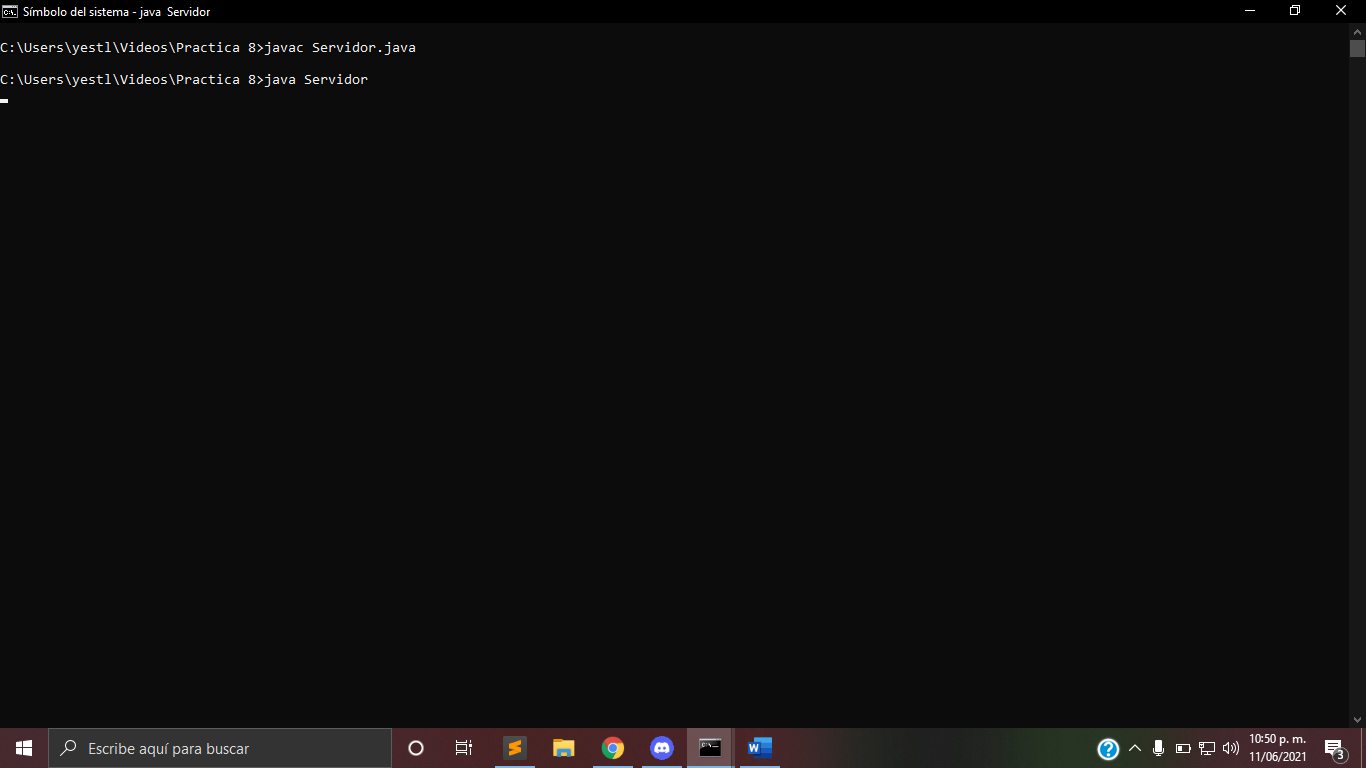 Símbolo del sistema - java  Servidor
C:\Users\yestl\Videos\Practica 8>javac Servidor.java
C:\Users\yestl\Videos\Practica 8>java Servidor
Escribe aquí para buscar
10:50 p. m.
11/06/2021
3